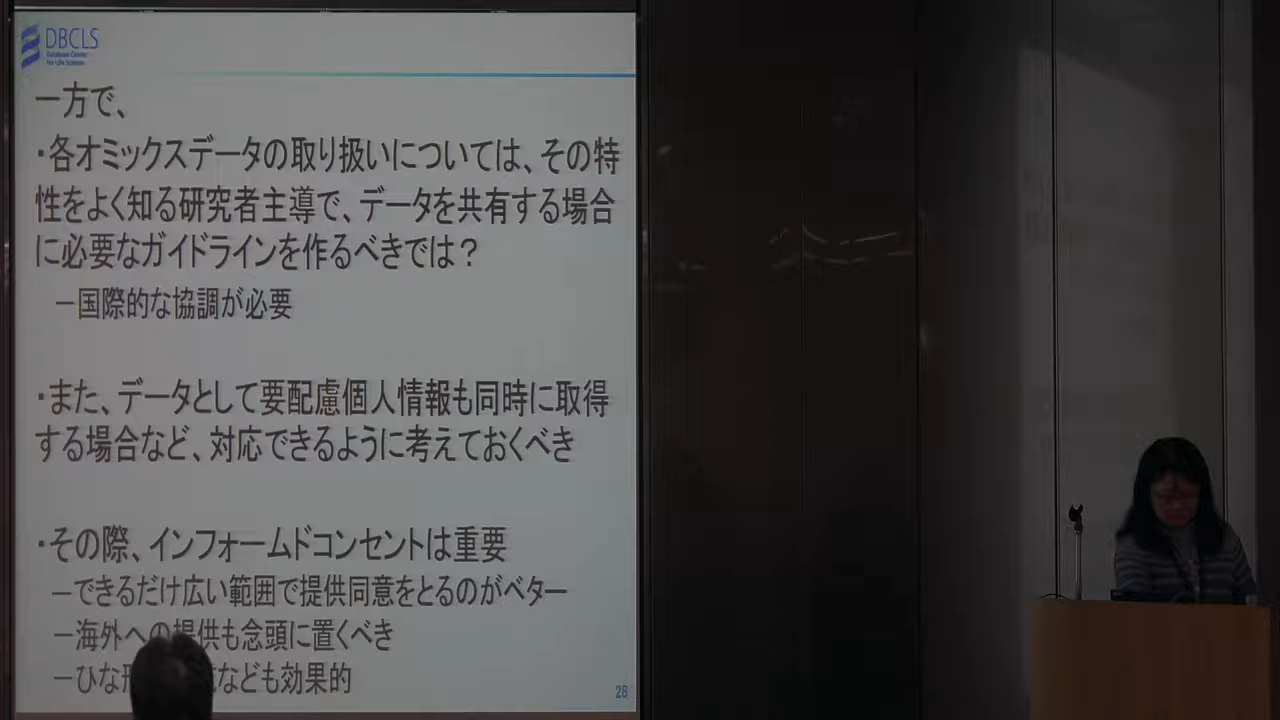 DBCLS
Database Center
for Life Science
一方で、
・各オミックスデータの取り扱いについては、その特
性をよく知る研究者主導で、データを共有する場合
に必要なガイドラインを作るべきでは？
－国際的な協調が必要
・また、データとして要配慮個人情報も同時に取得
する場合など、対応できるように考えておくべき
・その際、インフォームドコンセントは重要
－できるだけ広い範囲で提供同意をとるのがベター
－海外への提供も念頭に置くべき
－ひな なども効果的
28